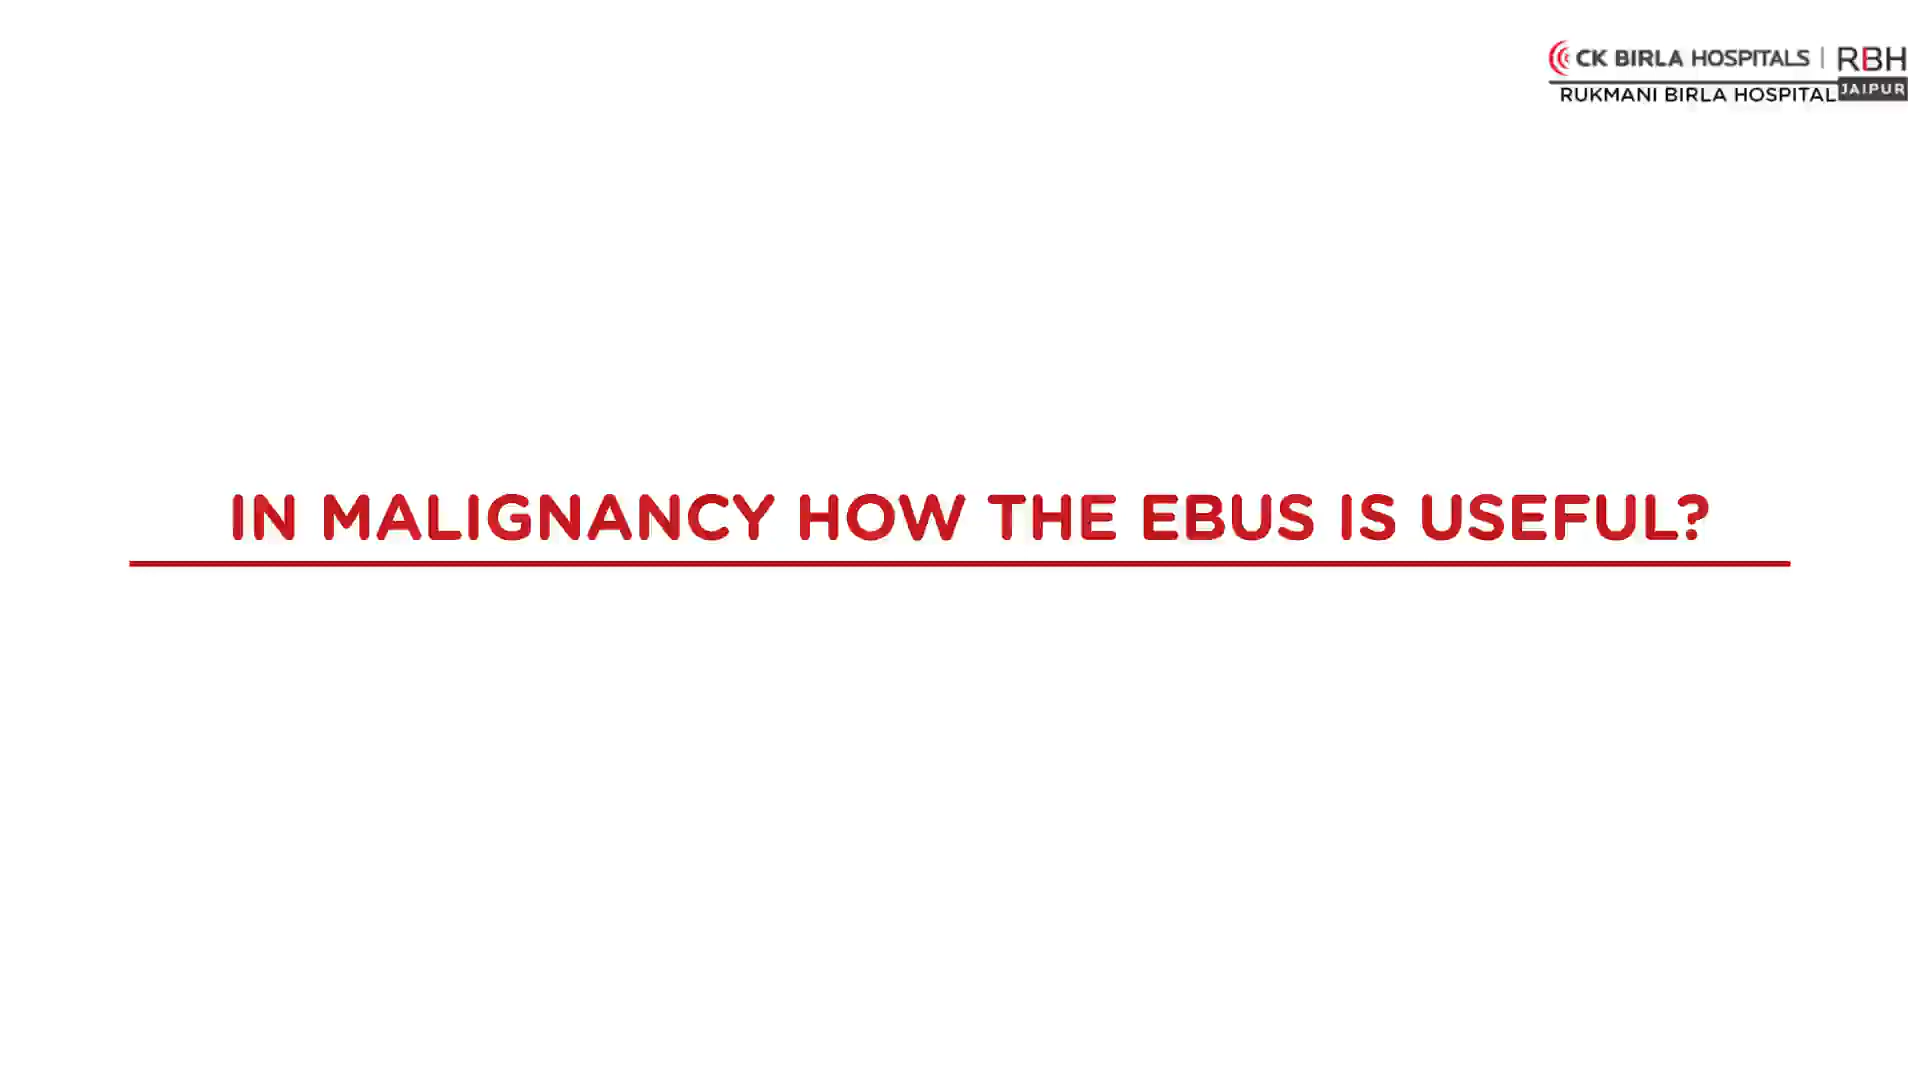 CK BIRLA HOSPITALS | RBH
RUKMANI BIRLA HOSPITAL JAIPUR
IN MALIGNANCY HOW THE EBUS IS USEFUL?